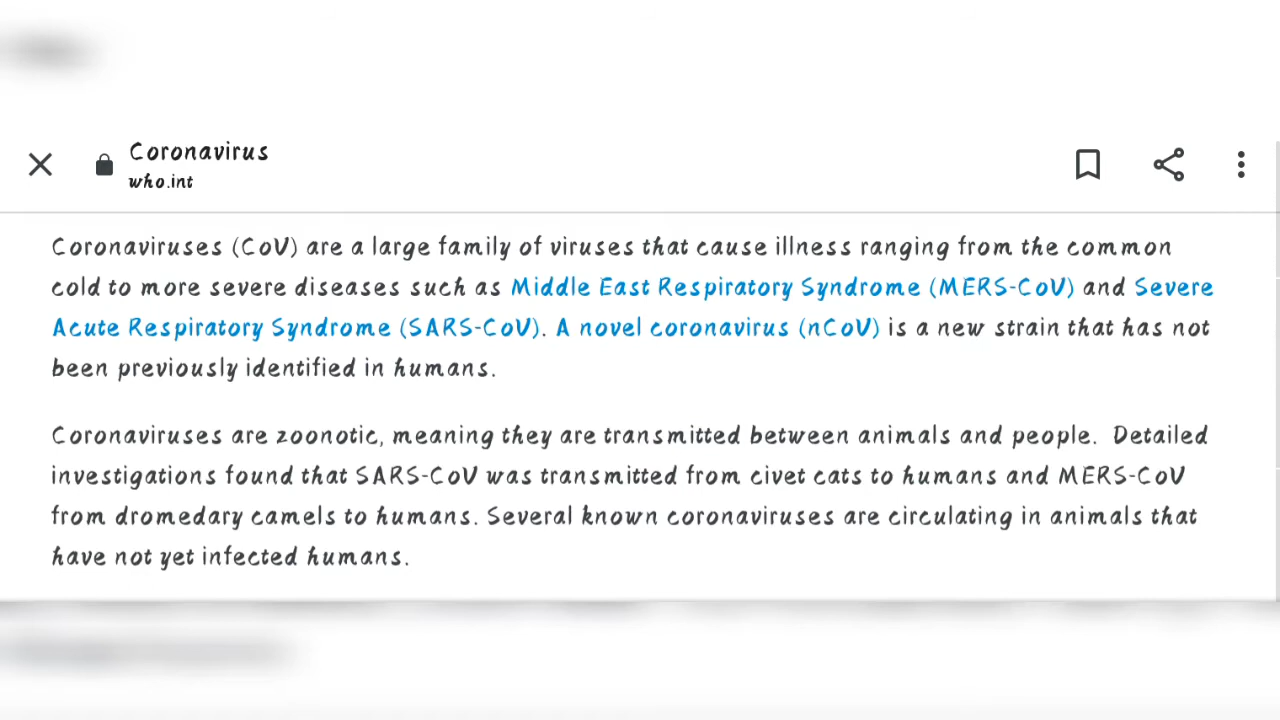 Coronavirus
who.int
Coronaviruses (CoV) are a large family of viruses that cause illness ranging from the common
cold to more severe diseases such as Middle East Respiratory Syndrome (MERS-CoV) and Severe
Acute Respiratory Syndrome (SARS-CoV). A novel coronavirus (nCoV) is a new strain that has not
been previously identified in humans.
Coronaviruses are zoonotic, meaning they are transmitted between animals and people. Detailed
investigations found that SARS-CoV was transmitted from civet cats to humans and MERS-CoV
from dromedary camels to humans. Several known coronaviruses are circulating in animals that
have not yet infected humans.